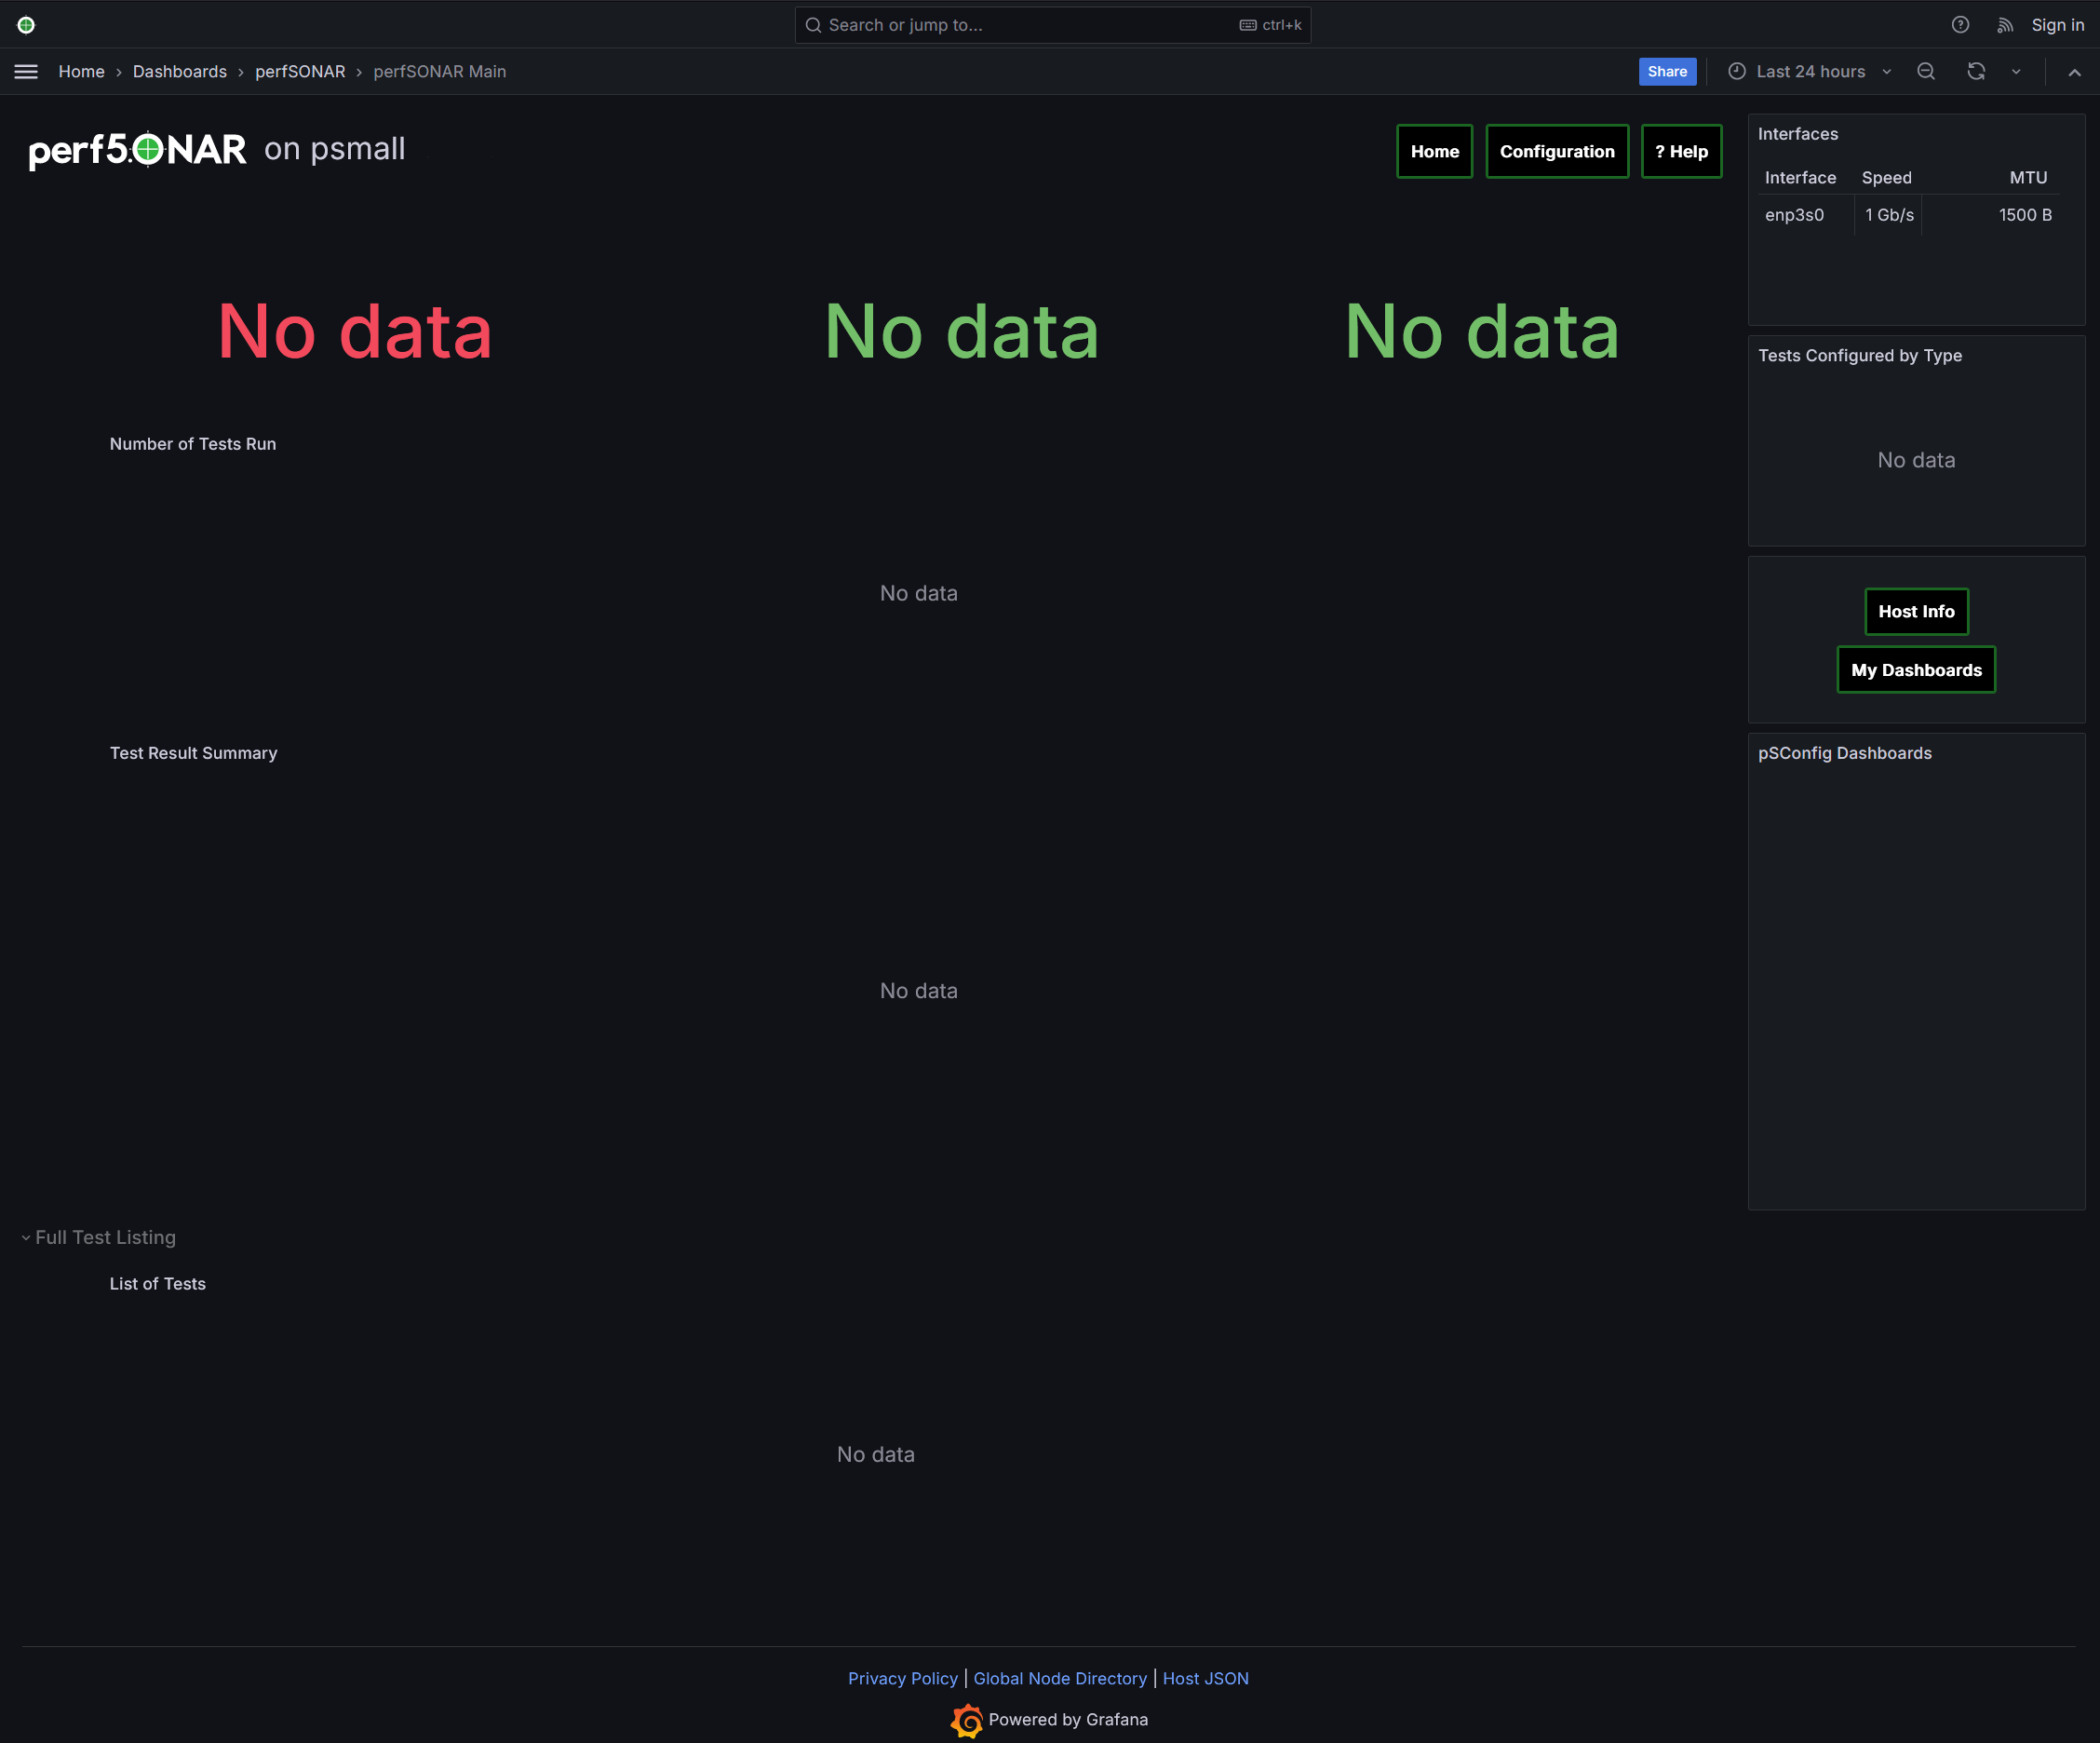 Search or jump to...
ctrl+k
Sign in
Home › Dashboards › perfSONAR › perfSONAR Main
Share
Last 24 hours
perf5.ONAR on psmall
Home
Configuration
? Help
Interfaces
Interface Speed MTU
enp3s0 1 Gb/s 1500 B
No data
No data
No data
Tests Configured by Type
No data
Number of Tests Run
No data
Host Info
My Dashboards
Test Result Summary
No data
pSConfig Dashboards
Full Test Listing
List of Tests
No data
Privacy Policy | Global Node Directory | Host JSON
Powered by Grafana